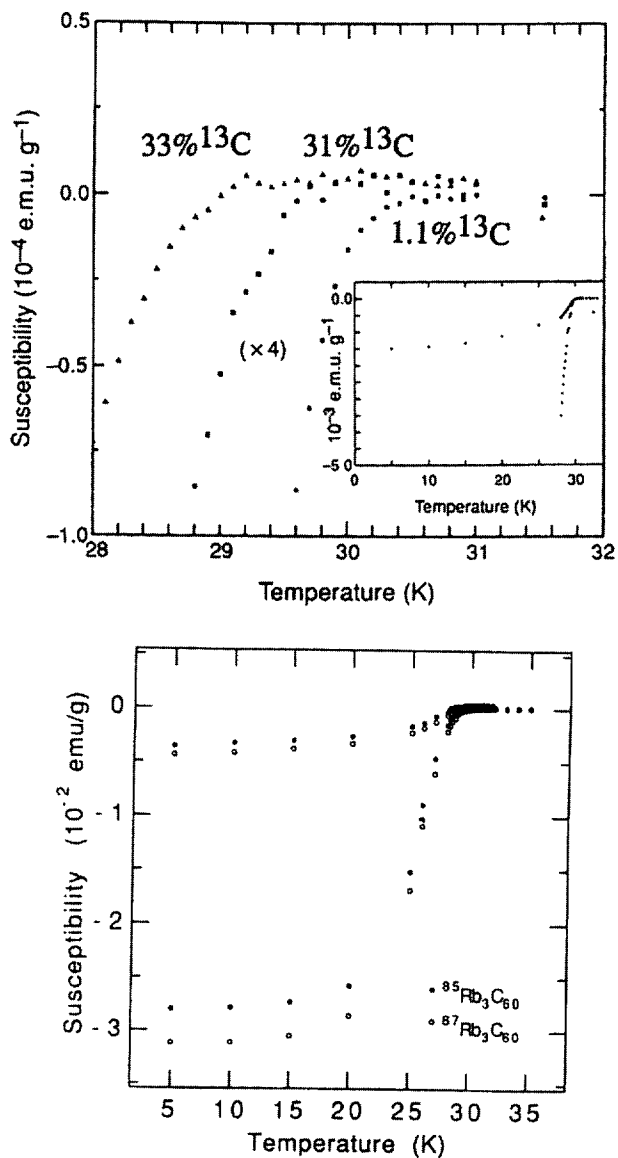 0.5
33%¹³C 31%¹³C
0.0
1.1%¹³C
Susceptibility (10⁻⁴ e.m.u. g⁻¹)
(×4)
−0.5
−1.0
28 29 30 31 32
Temperature (K)
0.0
10⁻³ e.m.u. g⁻¹
−5 0
0 10 20 30
Temperature (K)
0
- 1
- 2
- 3
Susceptibility (10⁻² emu/g)
⁸⁵Rb₃C₆₀
⁸⁷Rb₃C₆₀
5 10 15 20 25 30 35
Temperature (K)